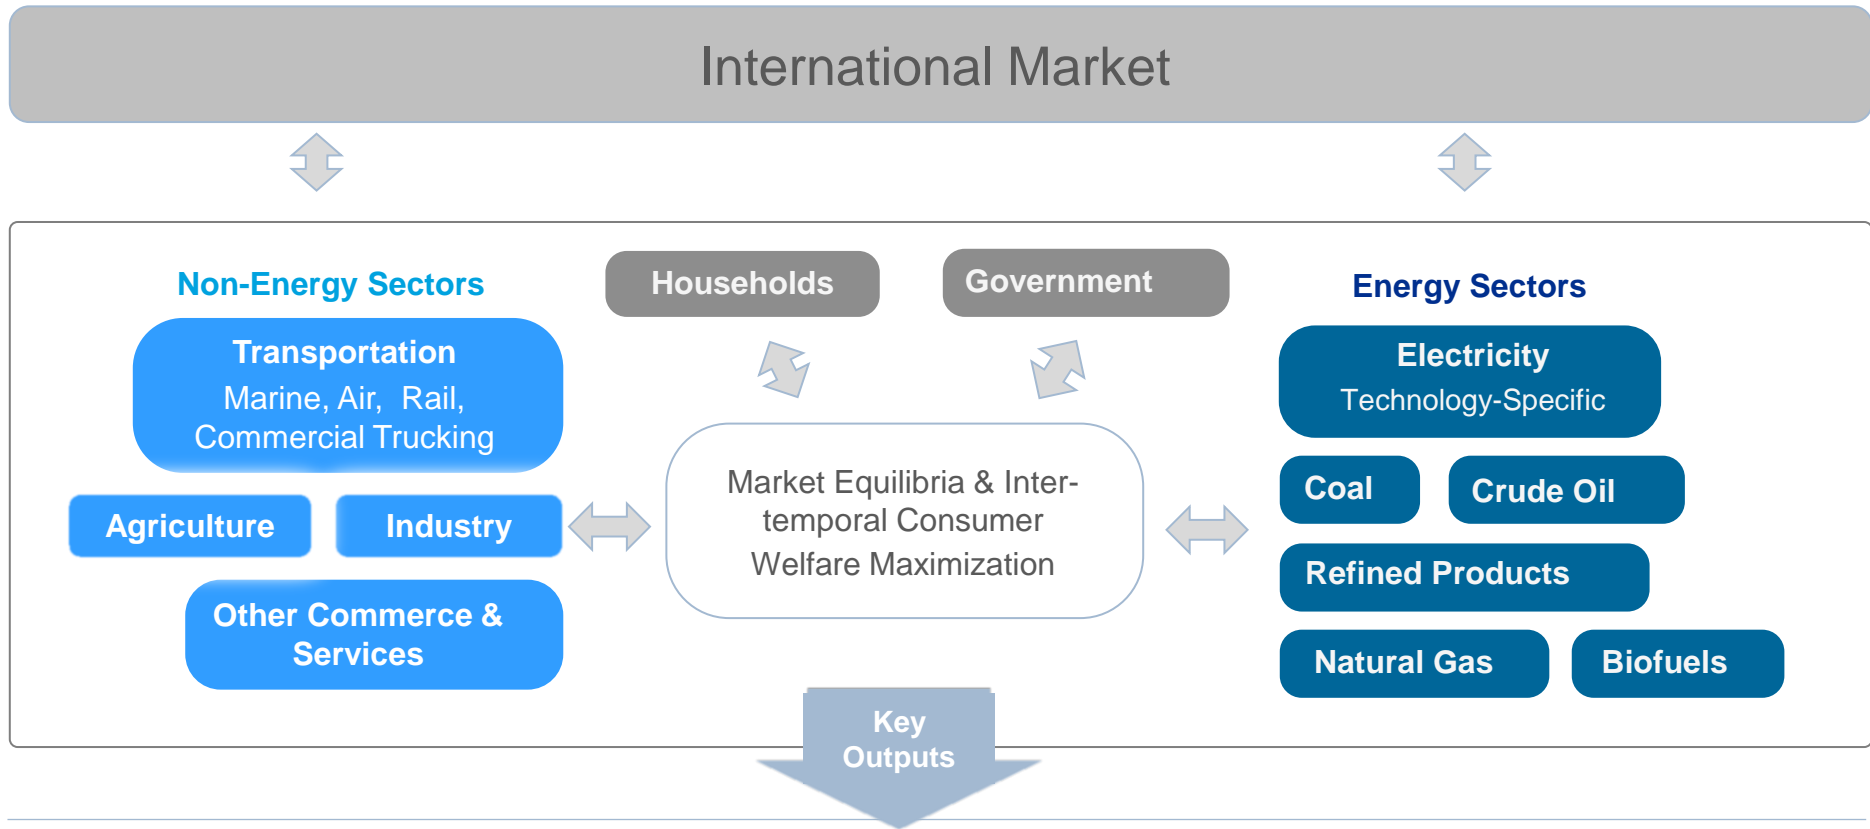 International Market
Non-Energy Sectors
Transportation
Marine, Air, Rail,
Commercial Trucking
Agriculture
Industry
Other Commerce &
Services
Households
Government
Market Equilibria & Inter-
temporal Consumer
Welfare Maximization
Energy Sectors
Electricity
Technology-Specific
Coal
Crude Oil
Refined Products
Natural Gas
Biofuels
Key
Outputs